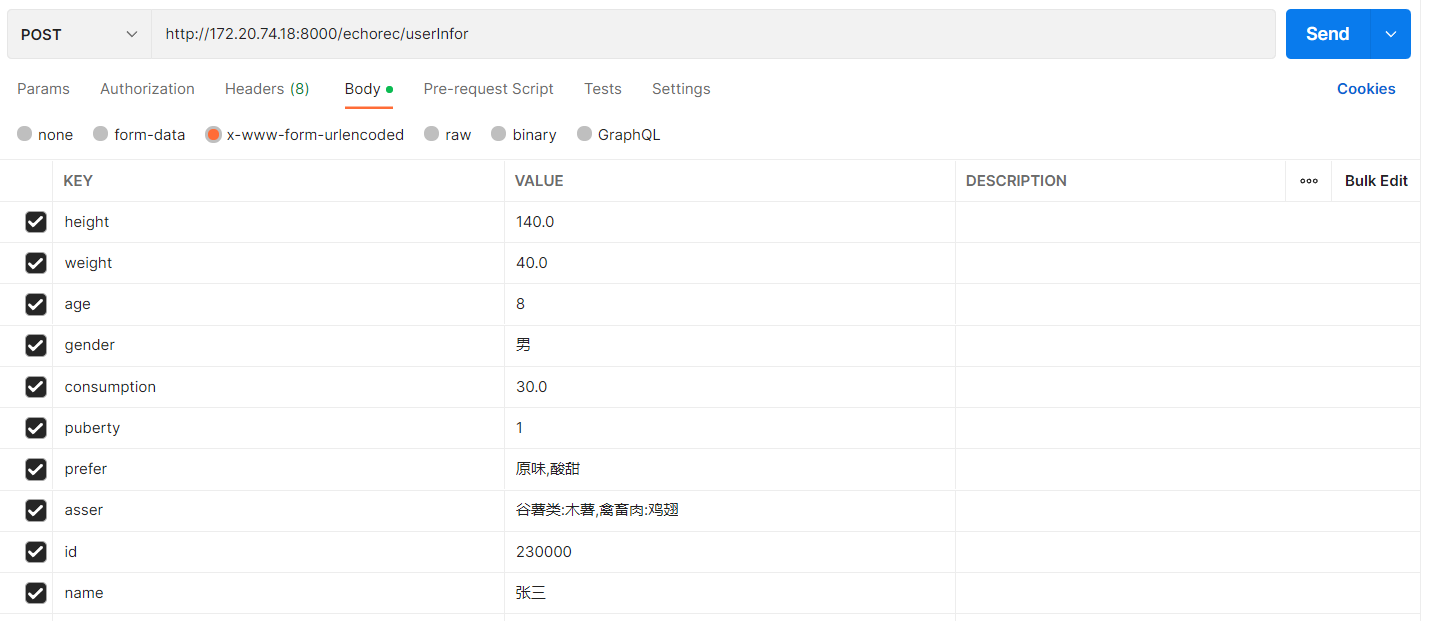 POST http://172.20.74.18:8000/echorec/userInfor Send
Params Authorization Headers (8) Body Pre-request Script Tests Settings Cookies
none form-data x-www-form-urlencoded raw binary GraphQL
KEY VALUE DESCRIPTION ooo Bulk Edit
height 140.0
weight 40.0
age 8
gender 男
consumption 30.0
puberty 1
prefer 原味,酸甜
asser 谷薯类:木薯,禽畜肉:鸡翅
id 230000
name 张三